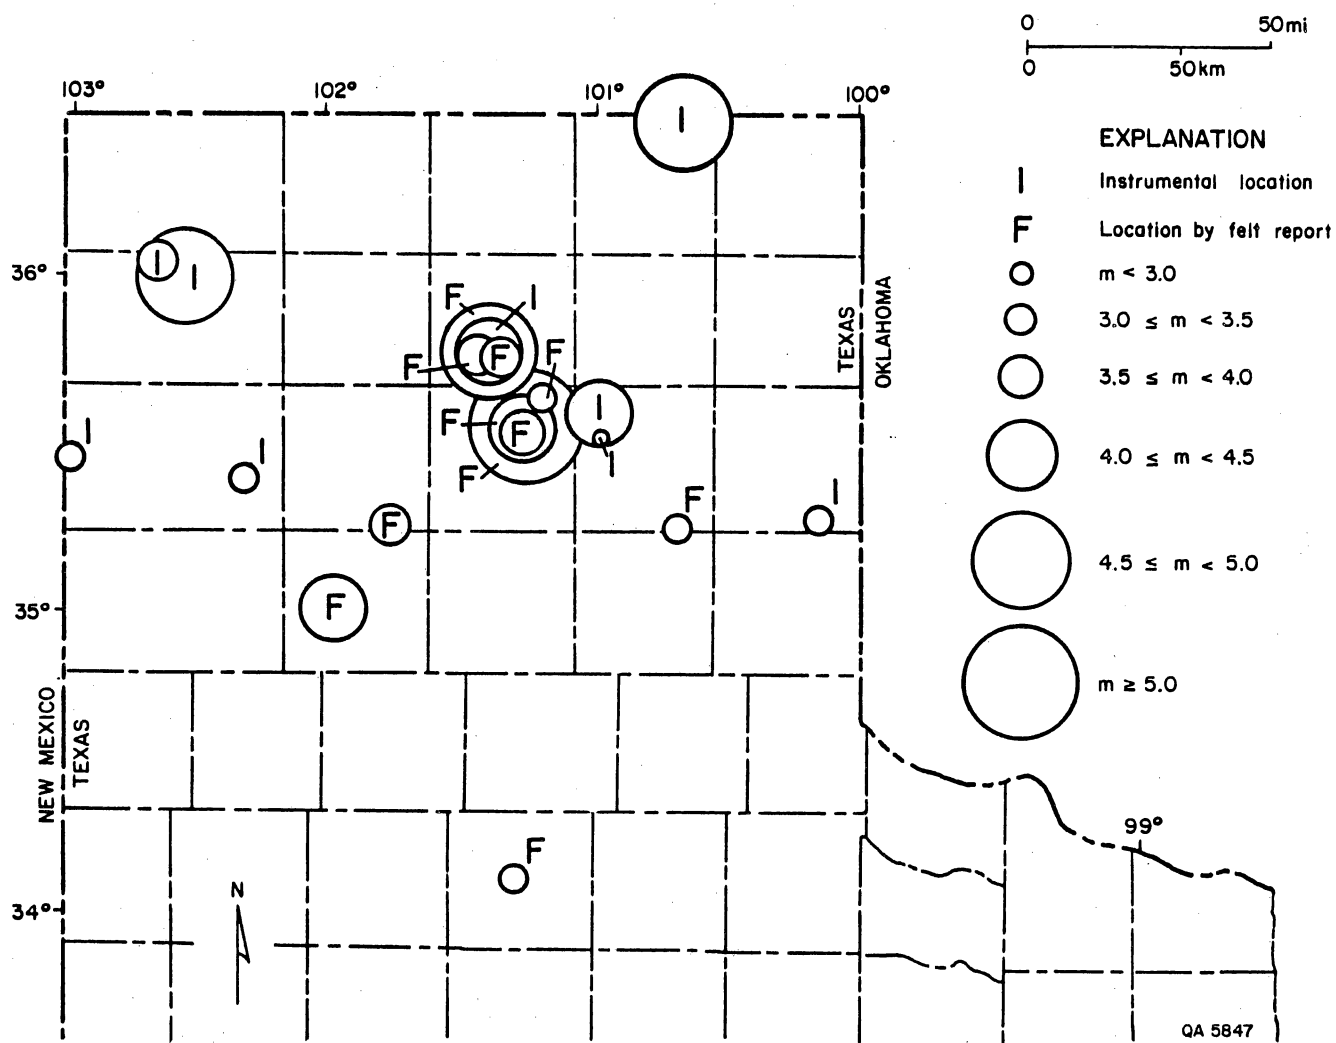 0 50mi
0 50km
103° 102° 101° 100°
I
EXPLANATION
I Instrumental location
F Location by felt report
m < 3.0
3.0 ≤ m < 3.5
3.5 ≤ m < 4.0
4.0 ≤ m < 4.5
4.5 ≤ m < 5.0
m ≥ 5.0
I I
36°
F I
F F F
TEXAS
OKLAHOMA
I
F
F
I
I I
F
I
F F I
35° F
NEW MEXICO
TEXAS
99°
F
N
34°
QA 5847